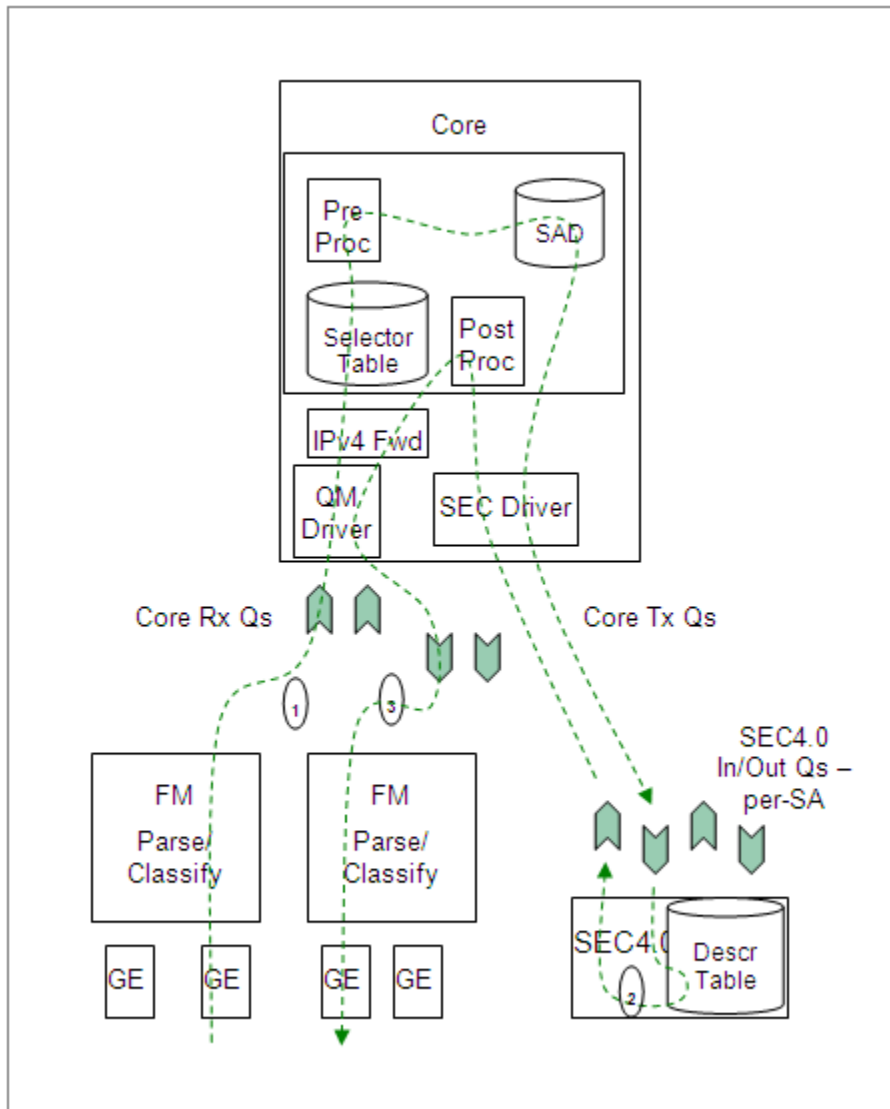 Core
Pre
Proc
SAD
Selector
Table
Post
Proc
IPv4 Fwd
QM
Driver
SEC Driver
Core Rx Qs
Core Tx Qs
1
3
SEC4.0
In/Out Qs –
per-SA
FM
Parse/
Classify
FM
Parse/
Classify
SEC4.0
Descr
Table
2
GE
GE
GE
GE